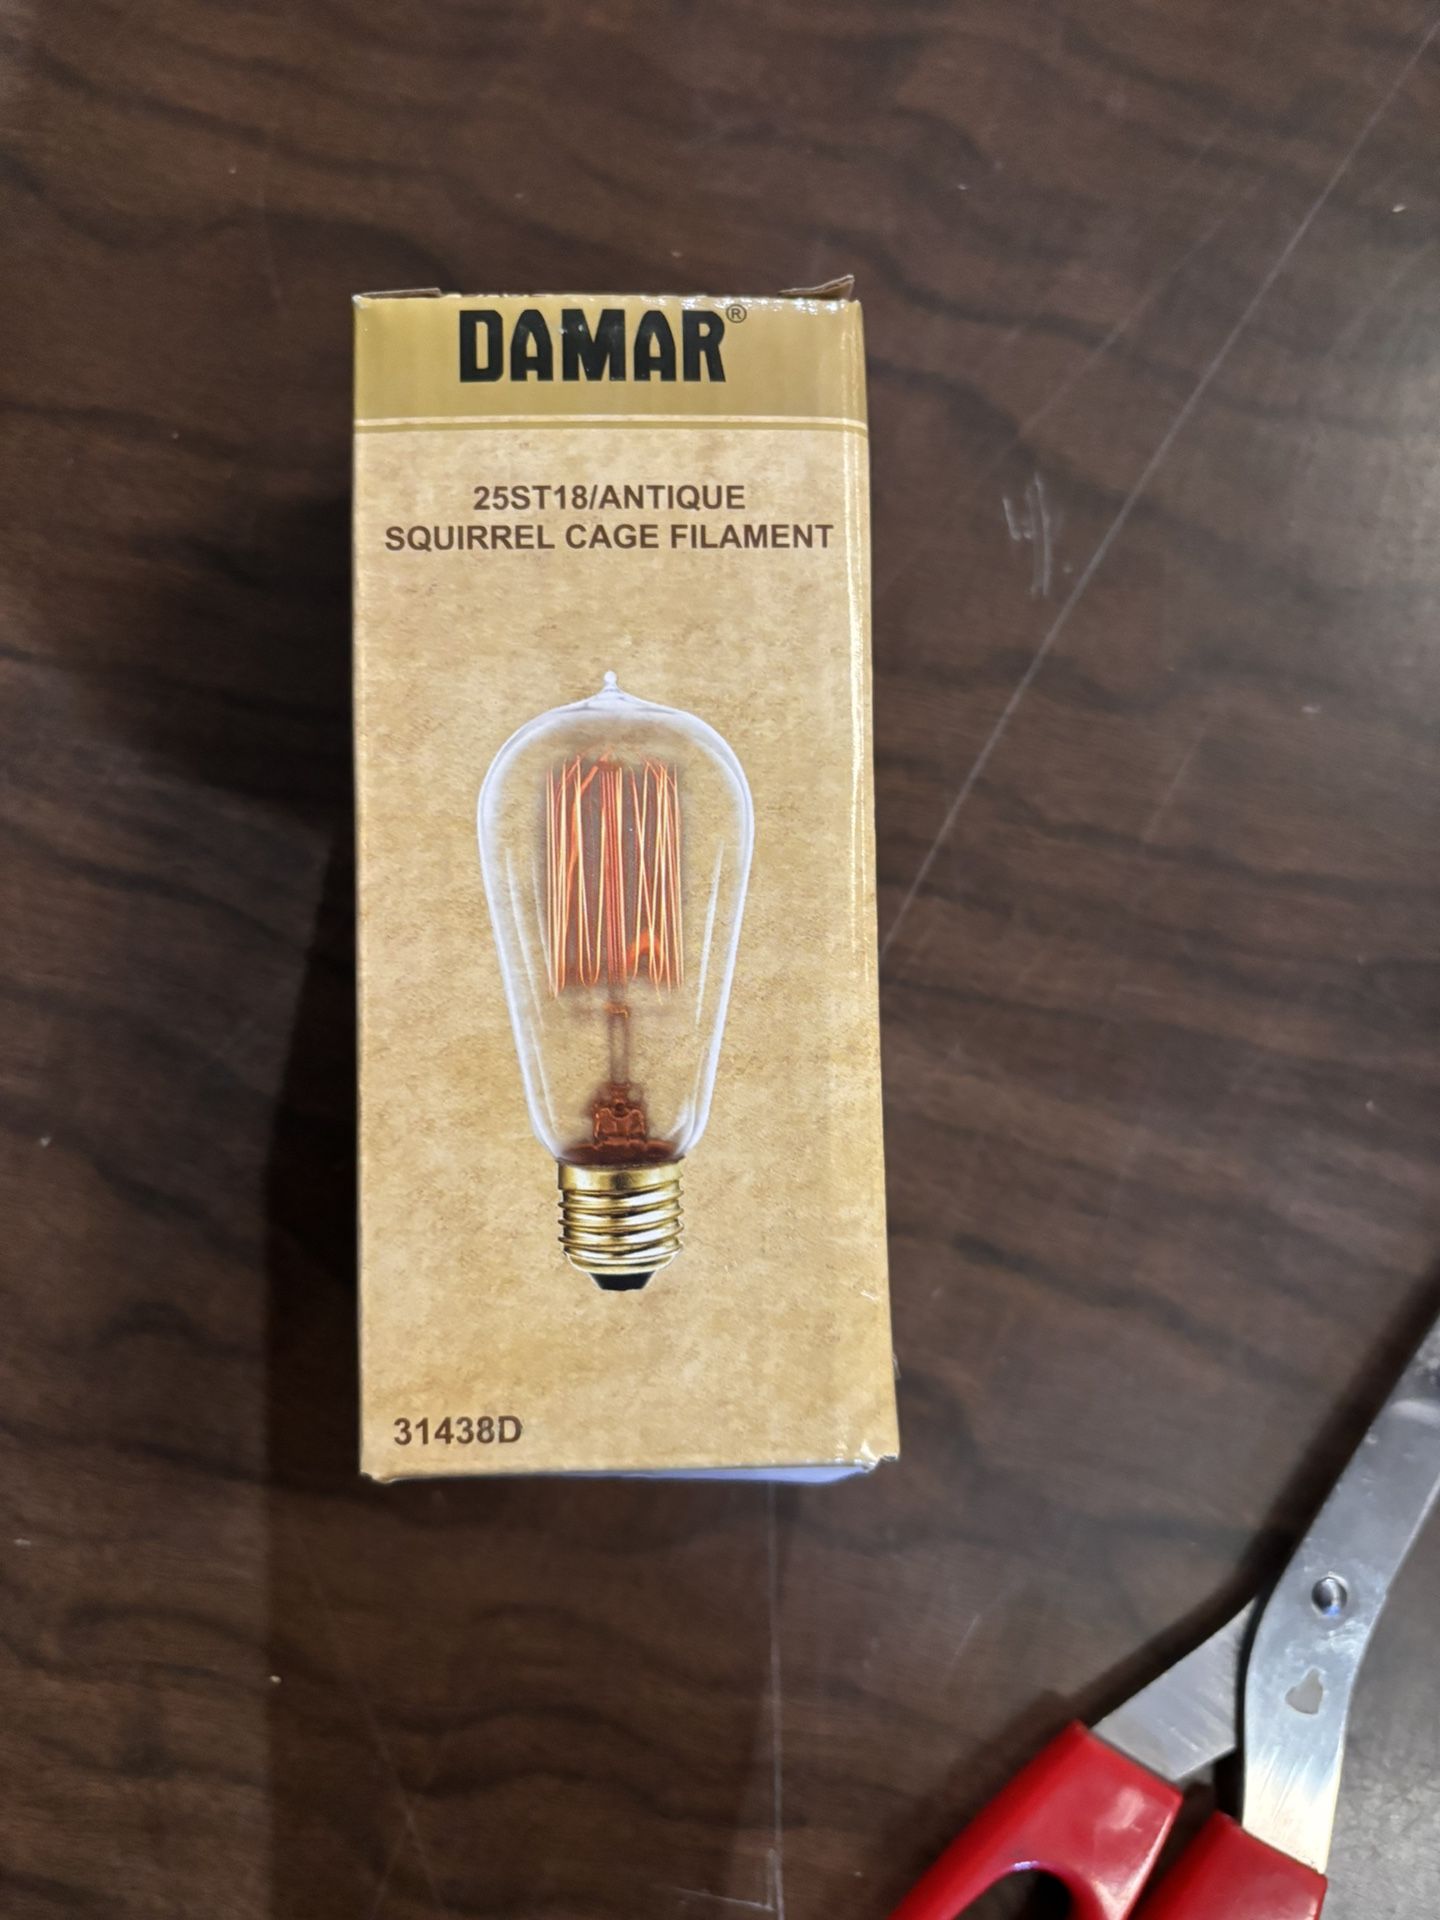 DAMAR®
25ST18/ANTIQUE
SQUIRREL CAGE FILAMENT
31438D